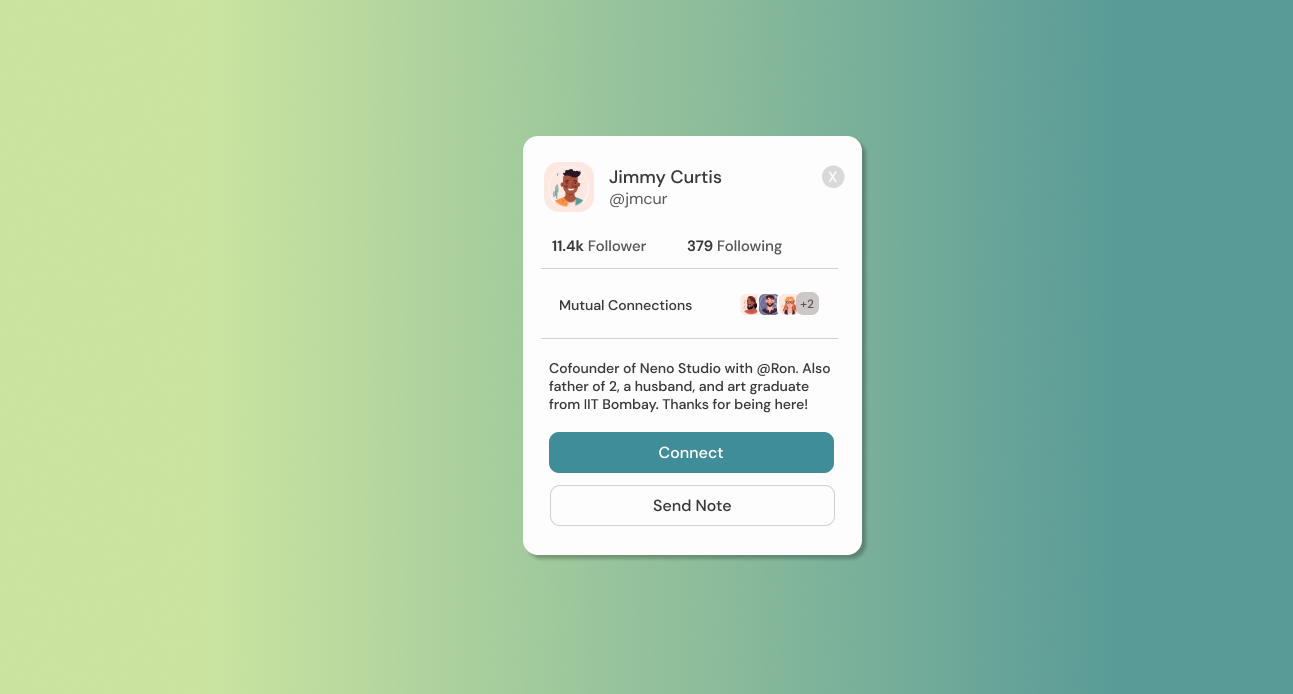 Jimmy Curtis
X
@jmcur
11.4k Follower 379 Following
Mutual Connections +2
Cofounder of Neno Studio with @Ron. Also
father of 2, a husband, and art graduate
from IIT Bombay. Thanks for being here!
Connect
Send Note